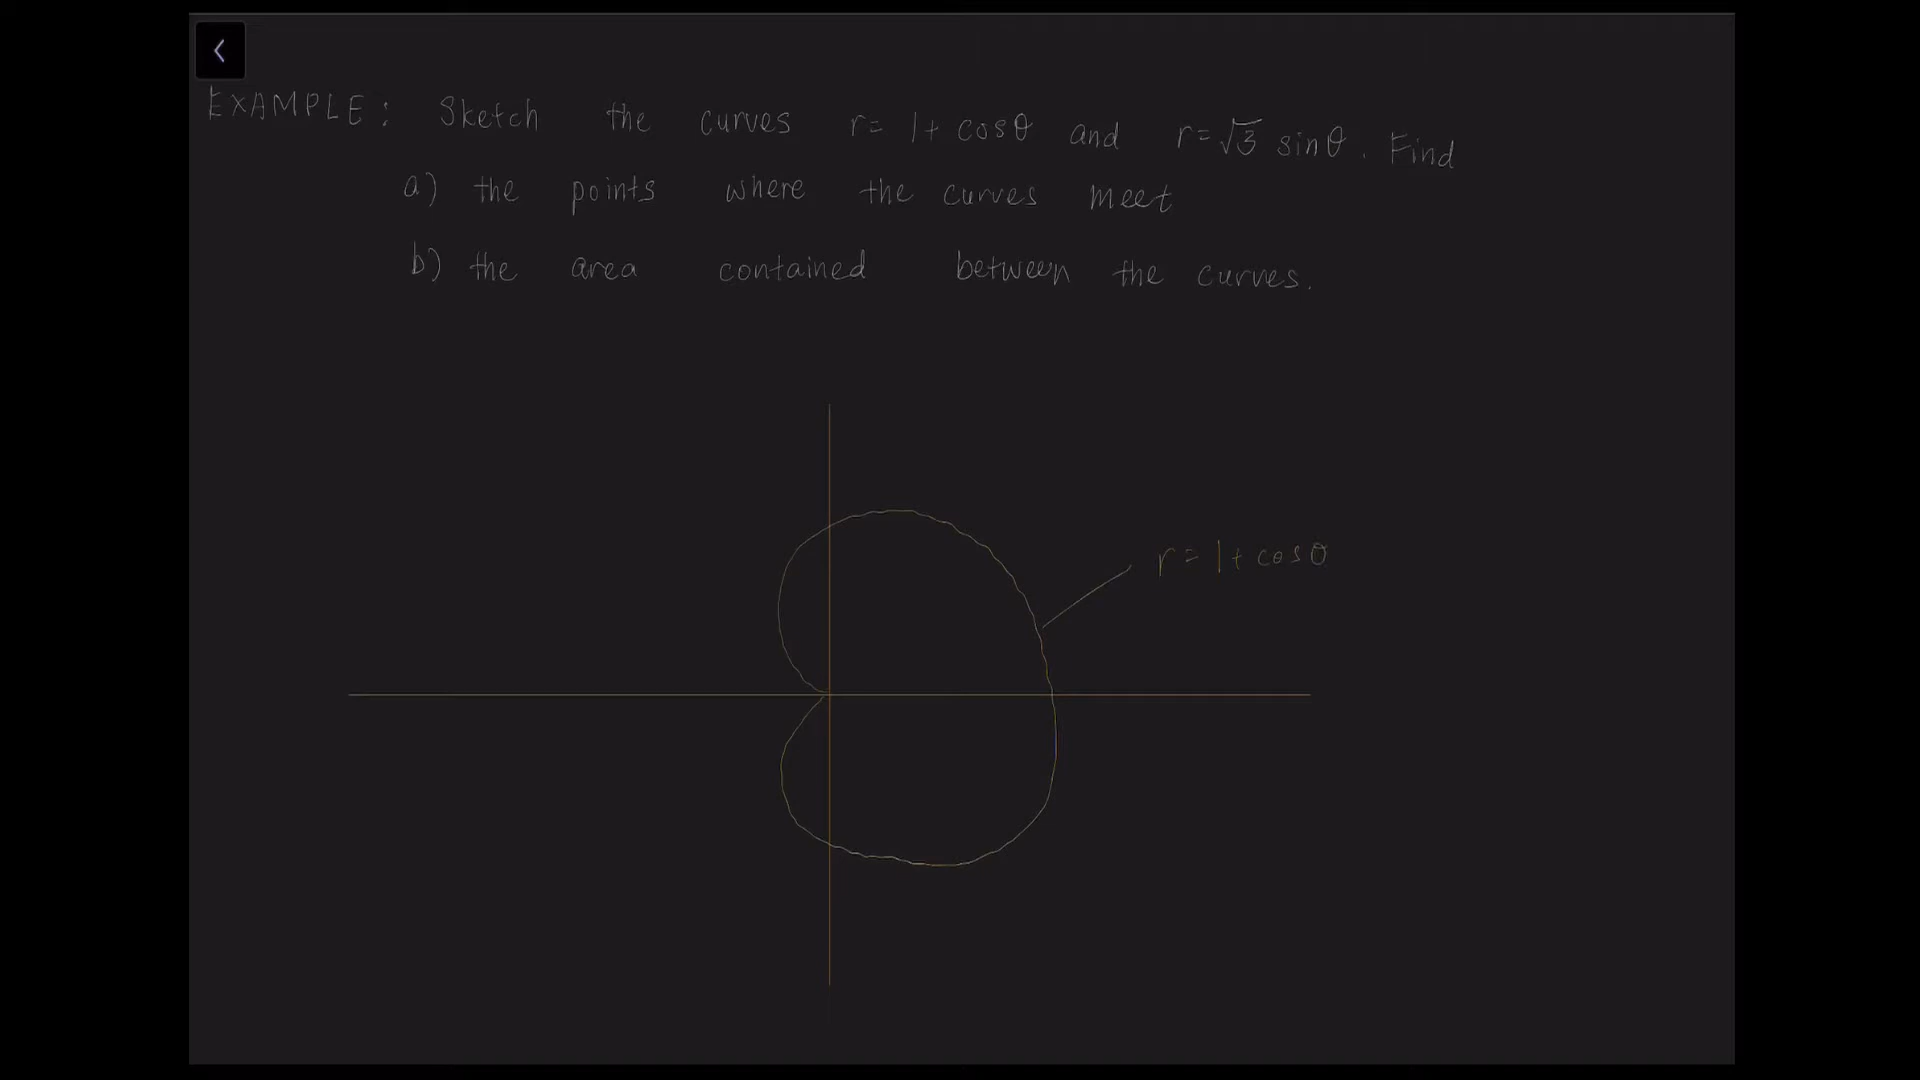 EXAMPLE: Sketch the curves r= 1+ cosθ and r=√3 sinθ. Find
a) the points where the curves meet
b) the area contained between the curves.
r = 1+ cosθ